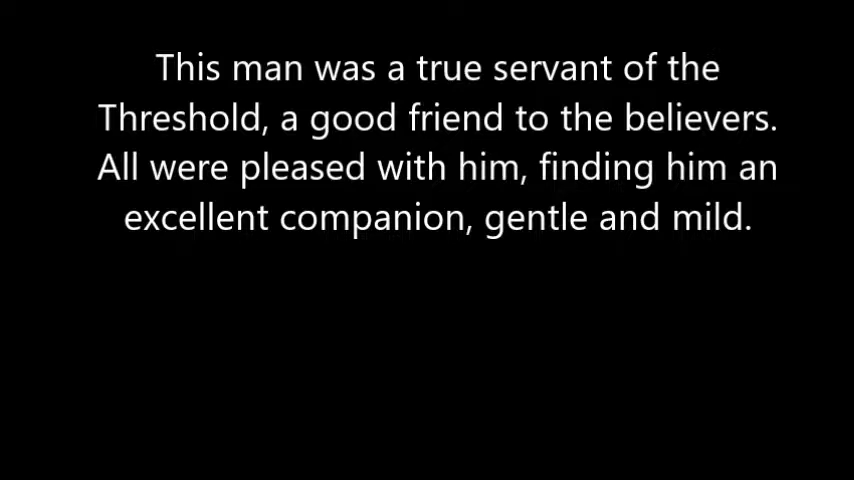 This man was a true servant of the
Threshold, a good friend to the believers.
All were pleased with him, finding him an
excellent companion, gentle and mild.